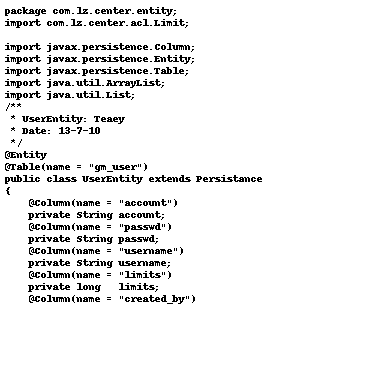 package com.lz.center.entity;
import com.lz.center.acl.Limit;

import javax.persistence.Column;
import javax.persistence.Entity;
import javax.persistence.Table;
import java.util.ArrayList;
import java.util.List;
/**
 * UserEntity: Teaey
 * Date: 13-7-10
 */
@Entity
@Table(name = "gm_user")
public class UserEntity extends Persistance
{
    @Column(name = "account")
    private String account;
    @Column(name = "passwd")
    private String passwd;
    @Column(name = "username")
    private String username;
    @Column(name = "limits")
    private long   limits;
    @Column(name = "created_by")